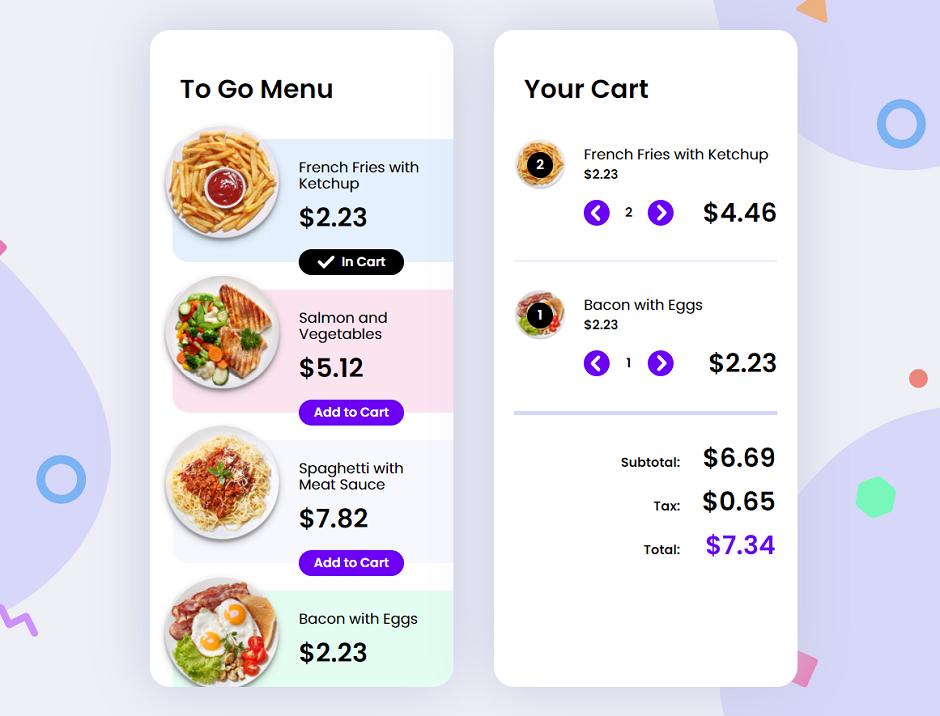 To Go Menu
French Fries with
Ketchup
$2.23
In Cart
Salmon and
Vegetables
$5.12
Add to Cart
Spaghetti with
Meat Sauce
$7.82
Add to Cart
Bacon with Eggs
$2.23
Your Cart
2
French Fries with Ketchup
$2.23
2 $4.46
1
Bacon with Eggs
$2.23
1 $2.23
Subtotal: $6.69
Tax: $0.65
Total: $7.34